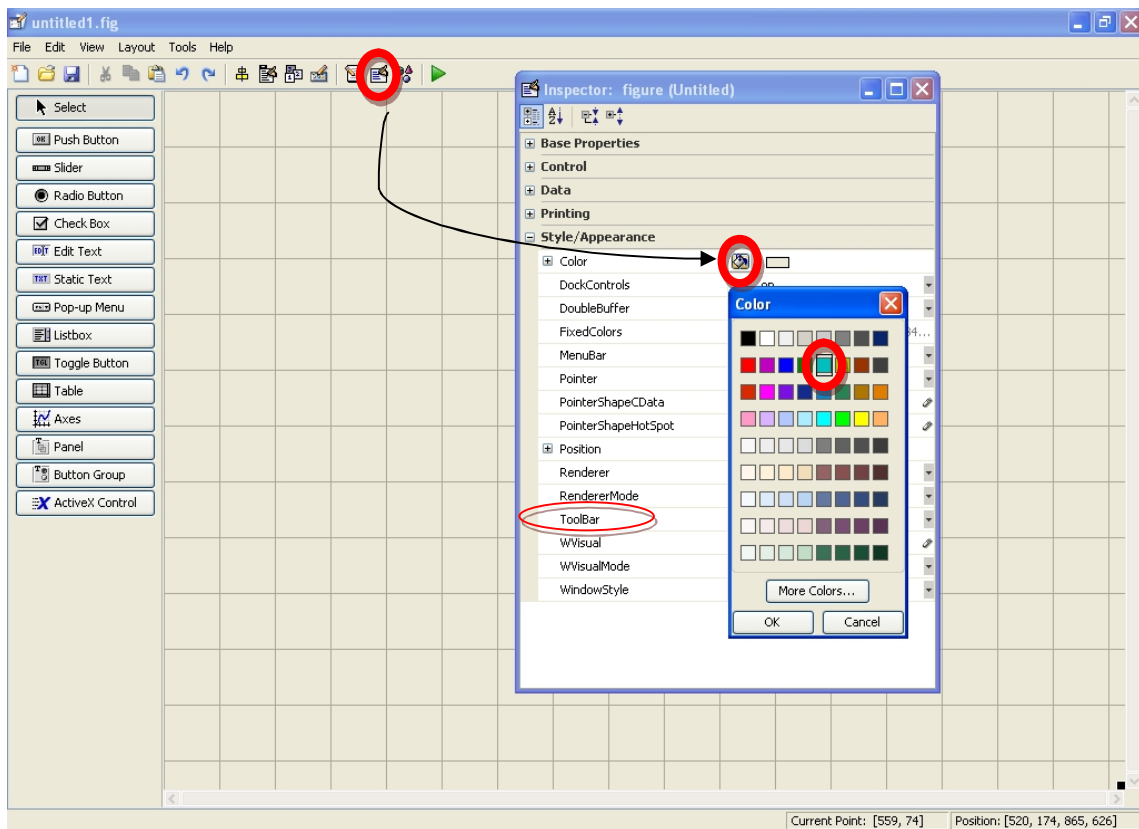 untitled1.fig
File Edit View Layout Tools Help
Select
Push Button
Slider
Radio Button
Check Box
Edit Text
Static Text
Pop-up Menu
Listbox
Toggle Button
Table
Axes
Panel
Button Group
ActiveX Control
Inspector: figure (Untitled)
Base Properties
Control
Data
Printing
Style/Appearance
Color
DockControls
DoubleBuffer
FixedColors
MenuBar
Pointer
PointerShapeCData
PointerShapeHotSpot
Position
Renderer
RendererMode
ToolBar
WVisual
WVisualMode
WindowStyle
Color
More Colors...
OK Cancel
Current Point: [559, 74] Position: [520, 174, 865, 626]